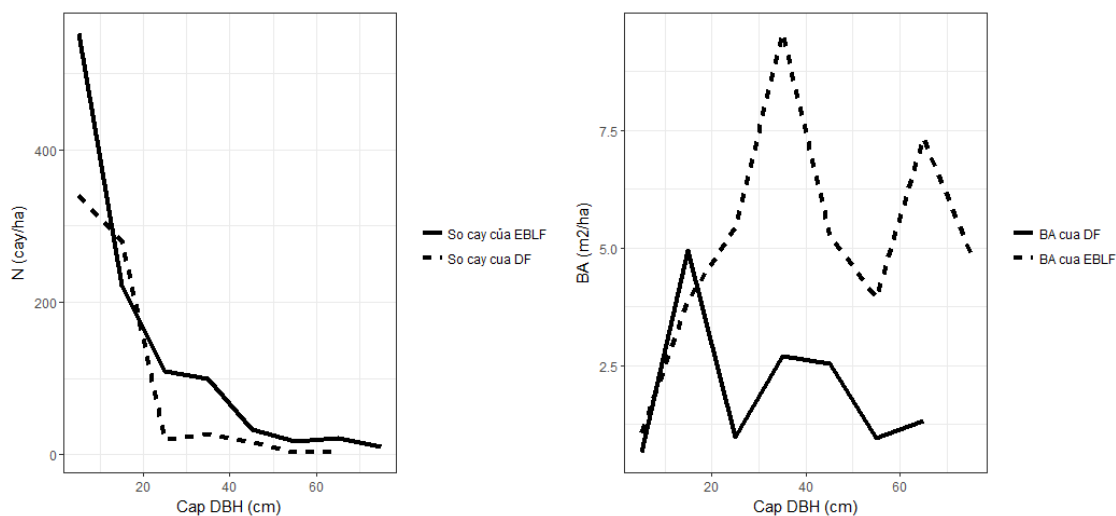 N (cay/ha)
400
200
0
20
40
60
Cap DBH (cm)
So cay của EBLF
So cay cua DF
BA (m2/ha)
7.5
5.0
2.5
20
40
60
Cap DBH (cm)
BA cua DF
BA cua EBLF